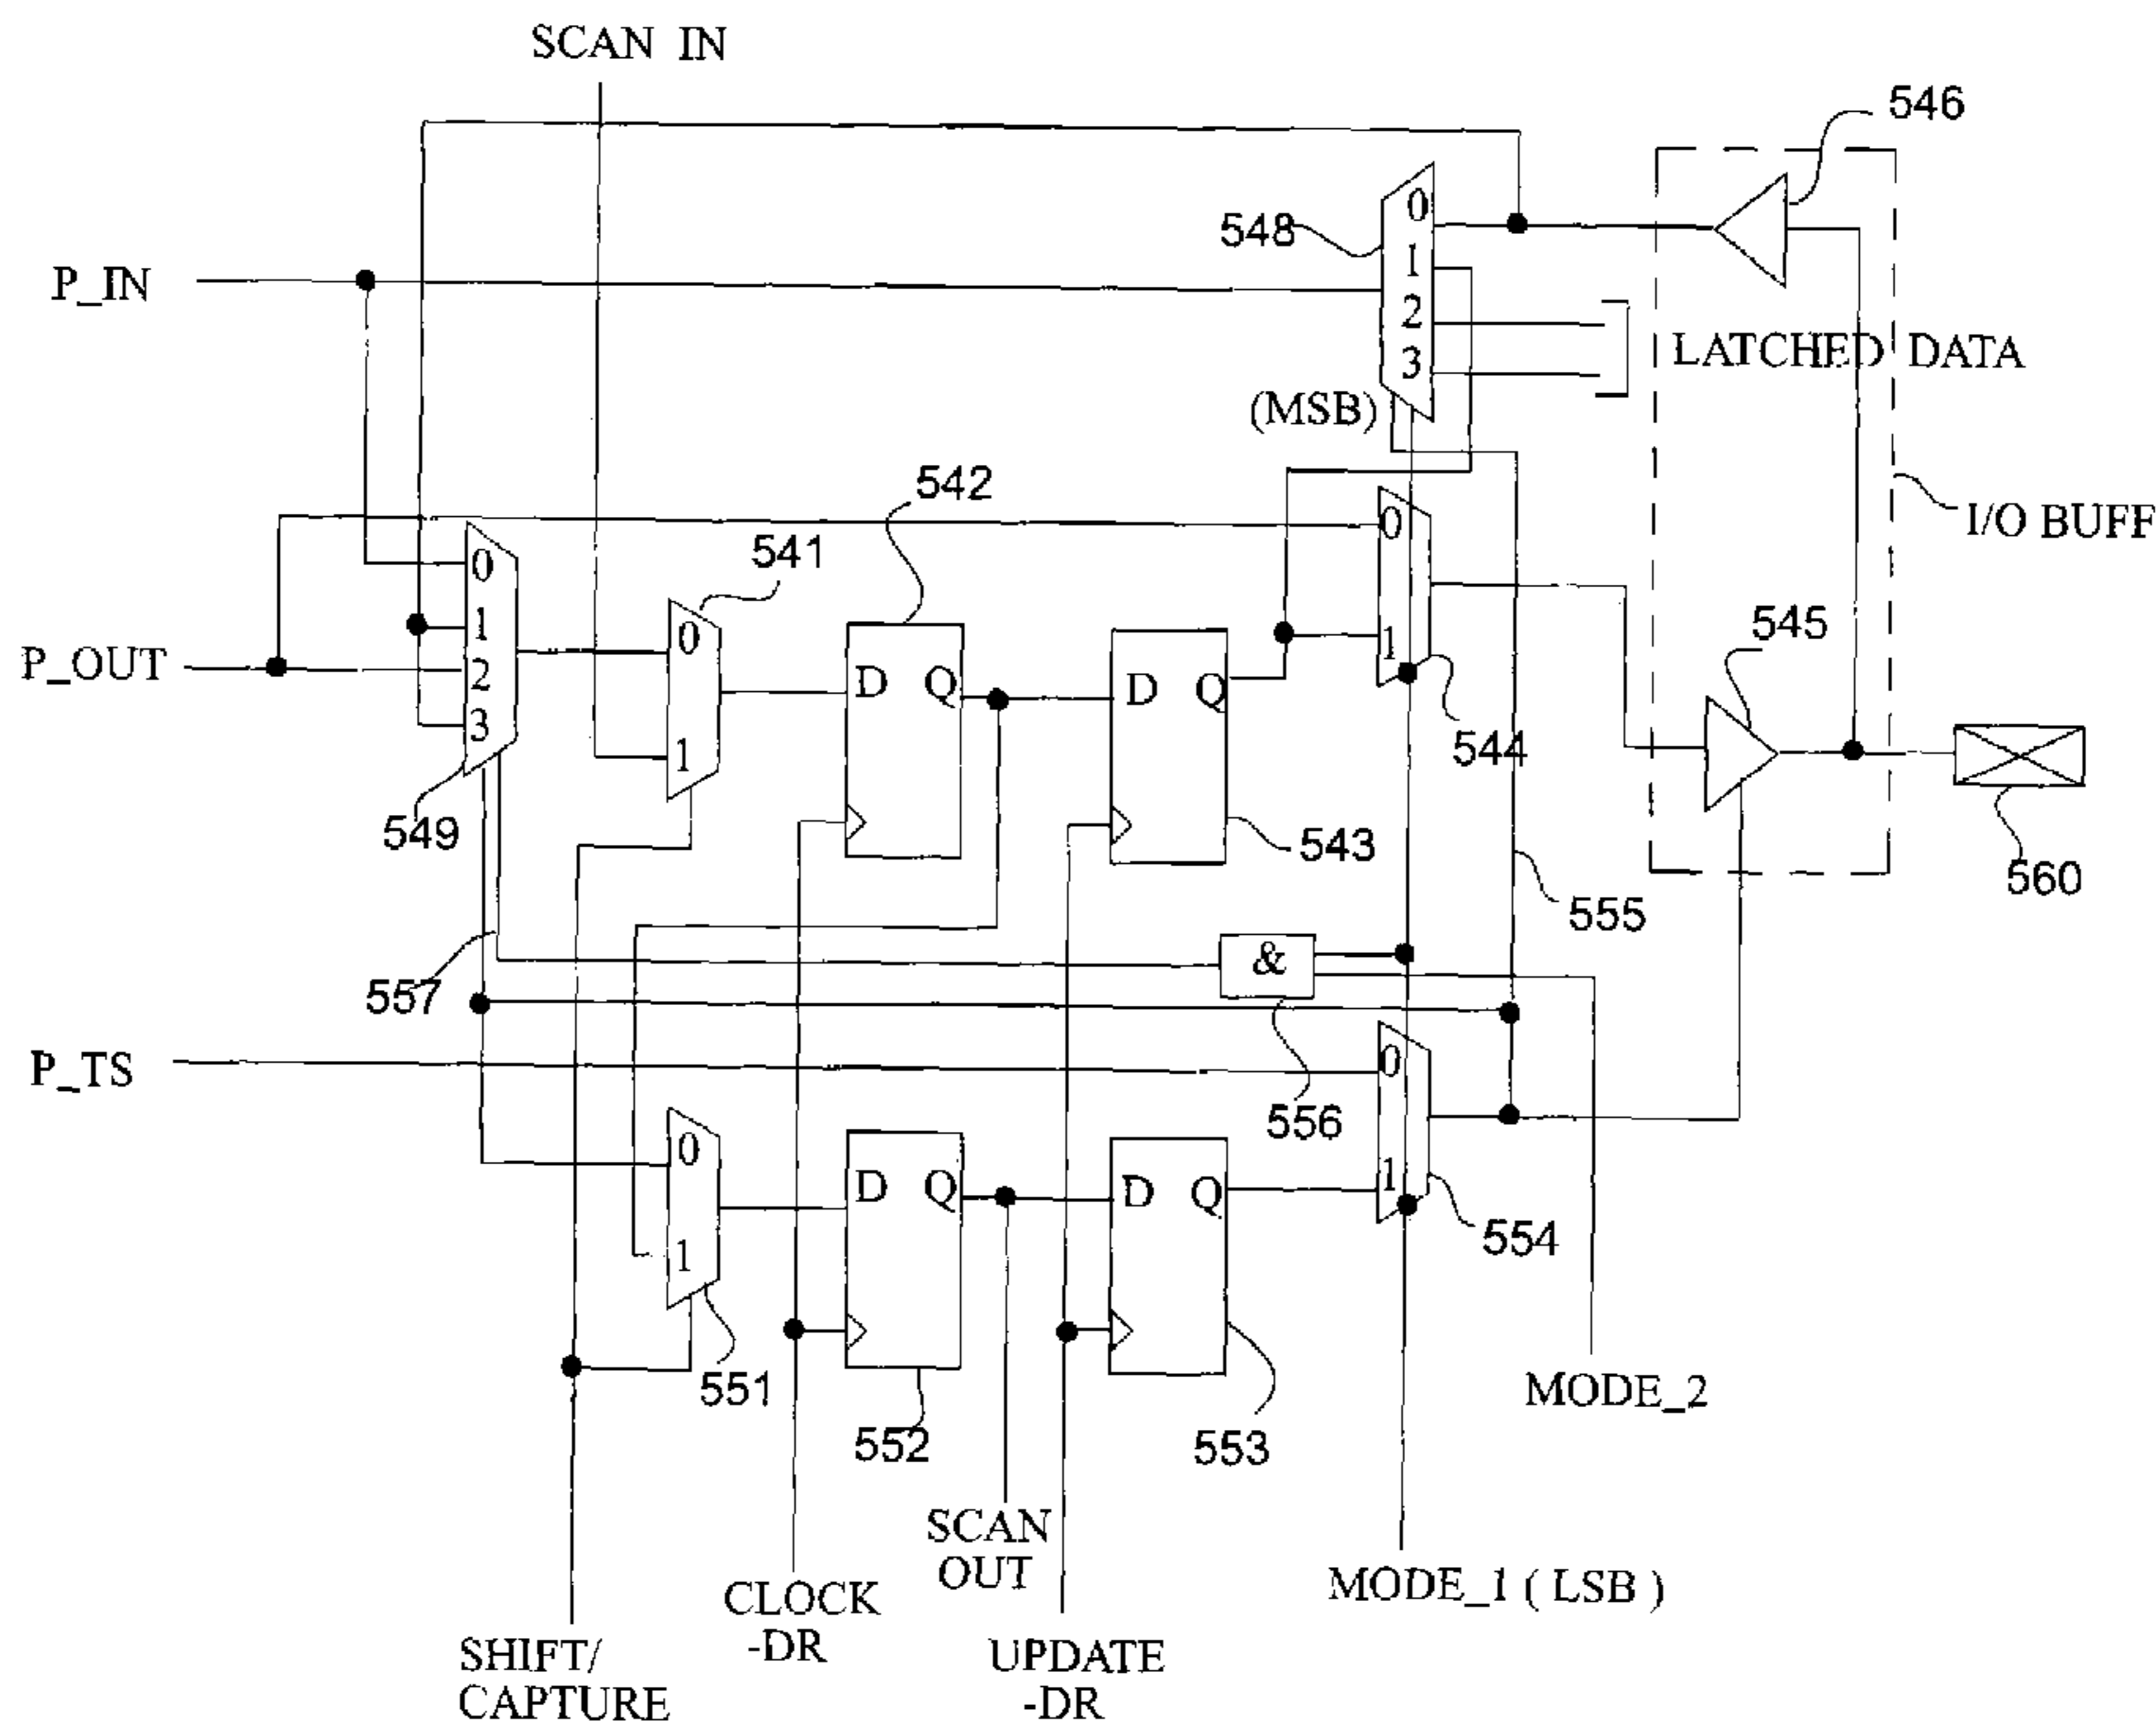 SCAN IN
546
0
548
1
P_IN
2
LATCHED DATA
3
(MSB)
542
I/O BUFF
0
541
0
1
545
0
P_OUT
2
D Q
D Q
1
3
544
1
549
543
560
555
&
557
P_TS
0
556
0
D Q
D Q
1
1
554
551
MODE_2
552
553
SCAN
OUT
MODE_1 ( LSB )
CLOCK
-DR
SHIFT/
CAPTURE
UPDATE
-DR